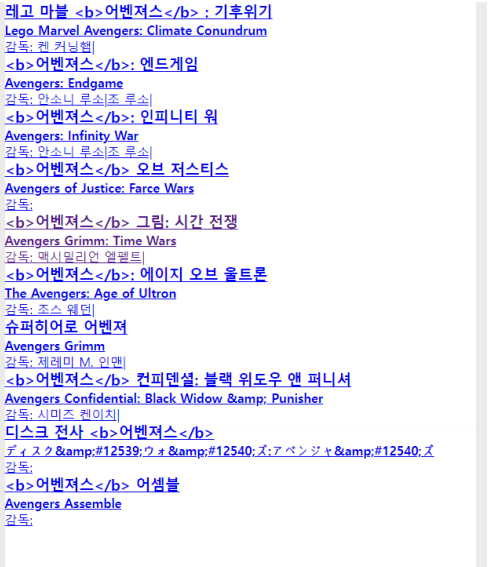 레고 마블 <b>어벤져스</b> : 기후위기
Lego Marvel Avengers: Climate Conundrum
감독: 켄 커닝햄|
<b>어벤져스</b>: 엔드게임
Avengers: Endgame
감독: 안소니 루소|조 루소|
<b>어벤져스</b>: 인피니티 워
Avengers: Infinity War
감독: 안소니 루소|조 루소|
<b>어벤져스</b> 오브 저스티스
Avengers of Justice: Farce Wars
감독:
<b>어벤져스</b> 그림: 시간 전쟁
Avengers Grimm: Time Wars
감독: 맥시밀리언 엘펠트|
<b>어벤져스</b>: 에이지 오브 울트론
The Avengers: Age of Ultron
감독: 조스 웨던|
슈퍼히어로 어벤져
Avengers Grimm
감독: 제레미 M. 인맨|
<b>어벤져스</b> 컨피덴셜: 블랙 위도우 앤 퍼니셔
Avengers Confidential: Black Widow &amp; Punisher
감독: 시미즈 켄이치|
디스크 전사 <b>어벤져스</b>
ディスク&amp;#12539;ウォ&amp;#12540;ズ:アベンジャ&amp;#12540;ズ
감독:
<b>어벤져스</b> 어셈블
Avengers Assemble
감독: